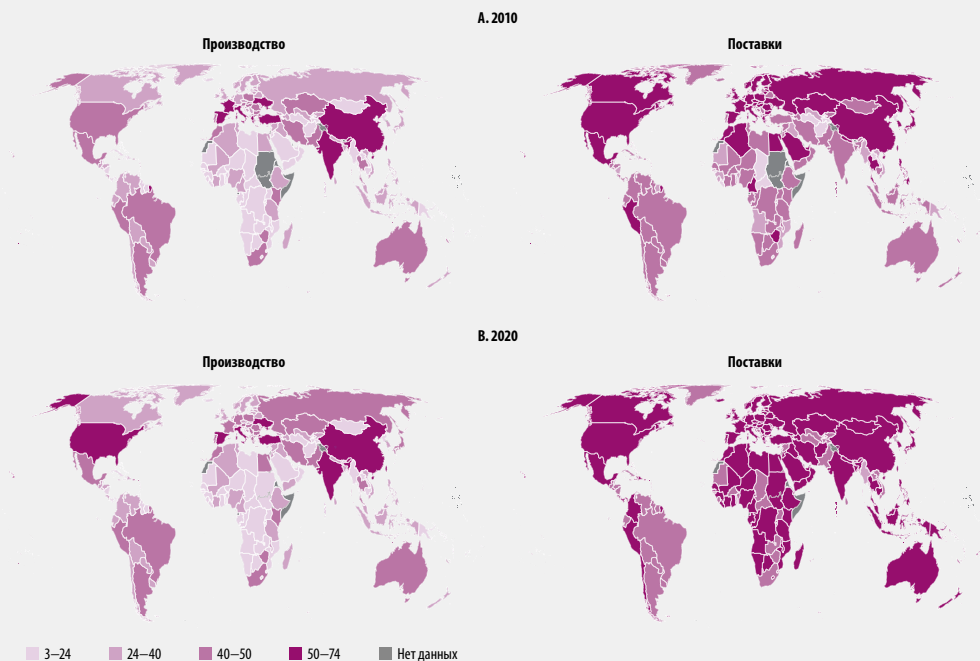 A. 2010
Производство
Поставки
B. 2020
Производство
Поставки
3–24
24–40
40–50
50–74
Нет данных